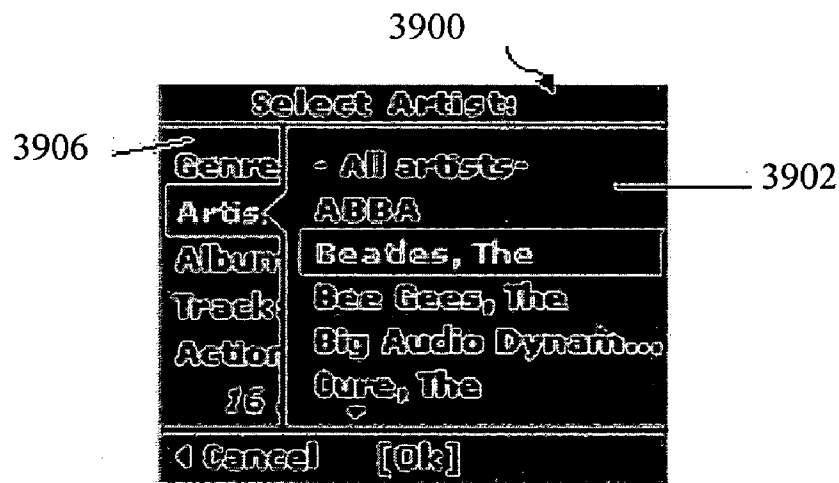 3900
Select Artist:
3906
Genre
- All artists-
3902
Artis
ABBA
Album
Beatles, The
Track
Bee Gees, The
Action
Big Audio Dynam...
16
Cure, The
Cancel [Ok]